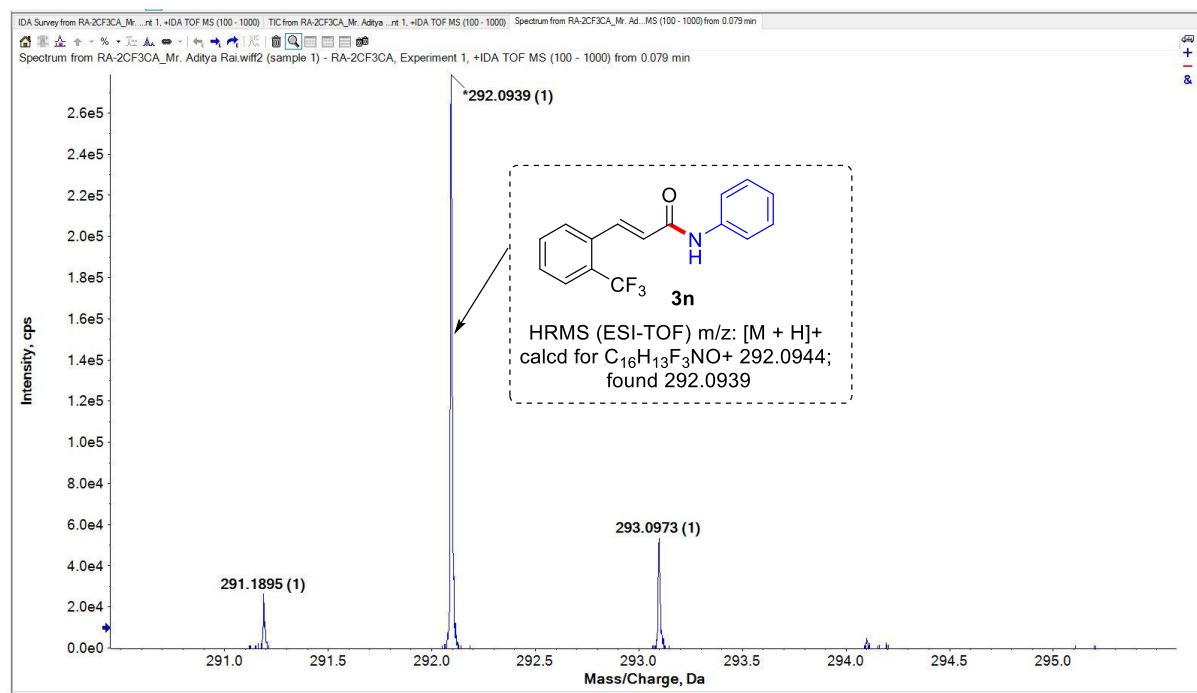 IDA Survey from RA-2CF3CA_Mr. ...nt 1, +IDA TOF MS (100 - 1000)
TIC from RA-2CF3CA_Mr. Aditya ...nt 1, +IDA TOF MS (100 - 1000)
Spectrum from RA-2CF3CA_Mr. Ad...MS (100 - 1000) from 0.079 min
Spectrum from RA-2CF3CA_Mr. Aditya Rai.wiff2 (sample 1) - RA-2CF3CA, Experiment 1, +IDA TOF MS (100 - 1000) from 0.079 min
*292.0939 (1)
O
N
H
CF3
3n
HRMS (ESI-TOF) m/z: [M + H]+
calcd for C16H13F3NO+ 292.0944;
found 292.0939
293.0973 (1)
291.1895 (1)
Intensity, cps
2.6e5
2.4e5
2.2e5
2.0e5
1.8e5
1.6e5
1.4e5
1.2e5
1.0e5
8.0e4
6.0e4
4.0e4
2.0e4
0.0e0
291.0 291.5 292.0 292.5 293.0 293.5 294.0 294.5 295.0
Mass/Charge, Da